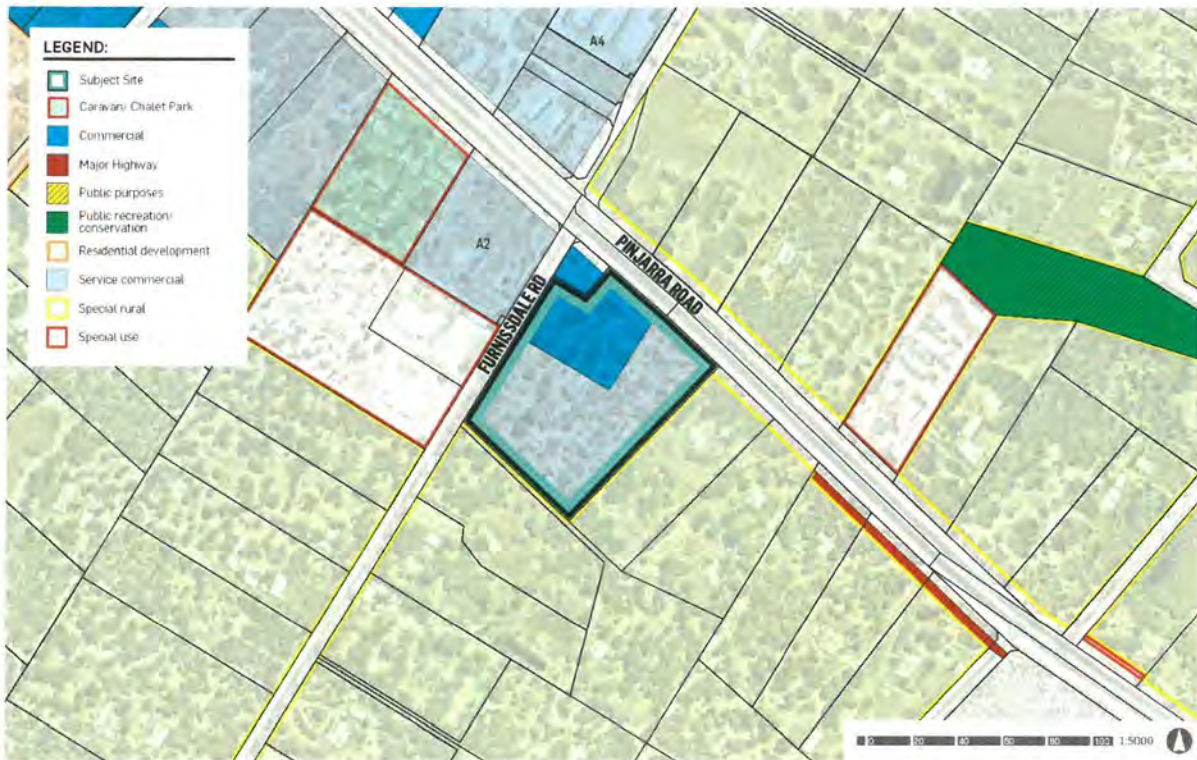 LEGEND:
Subject Site
Caravan/ Chalet Park
Commercial
Major Highway
Public purposes
Public recreation/
conservation
Residential development
Service commercial
Special rural
Special use
A4
A2
PINJARRA ROAD
FURNISSDALE RD
0 20 40 60 80 100 1:5000